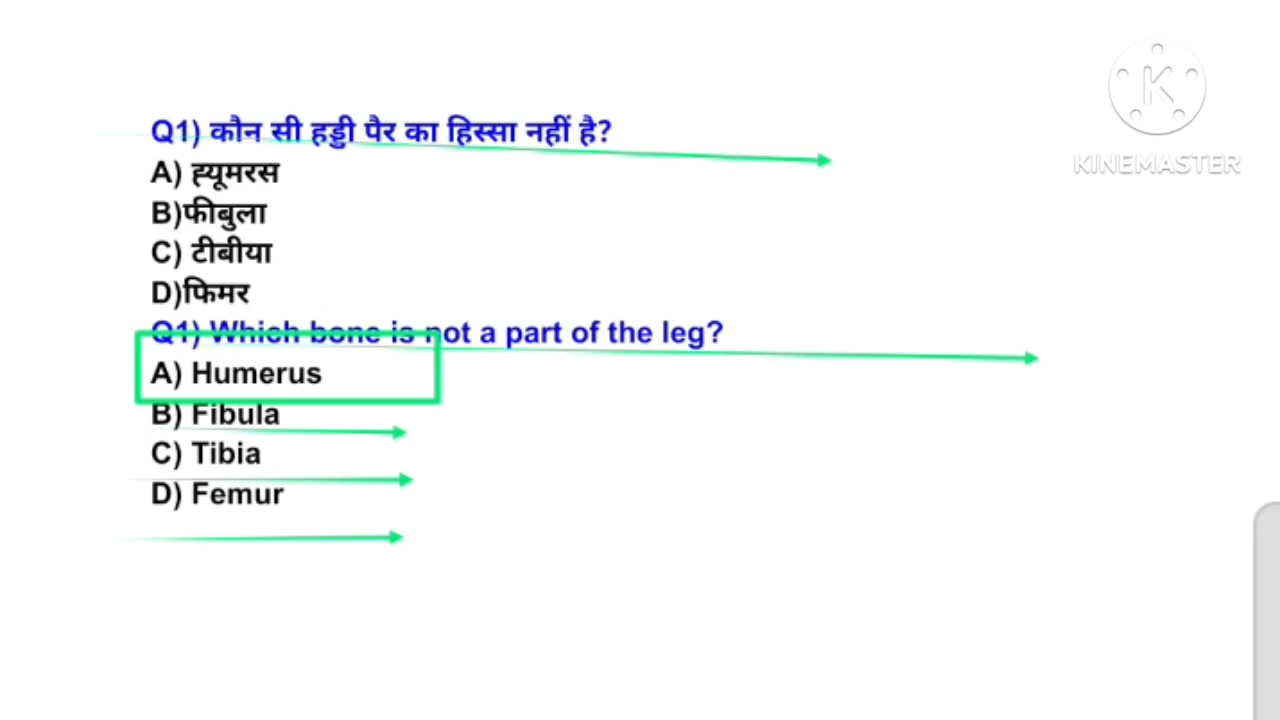 Q1) कौन सी हड्डी पैर का हिस्सा नहीं है?
A) ह्यूमरस
B)फीबुला
C) टीबीया
D)फिमर
Q1) Which bone is not a part of the leg?
A) Humerus
B) Fibula
C) Tibia
D) Femur
K
KINEMASTER